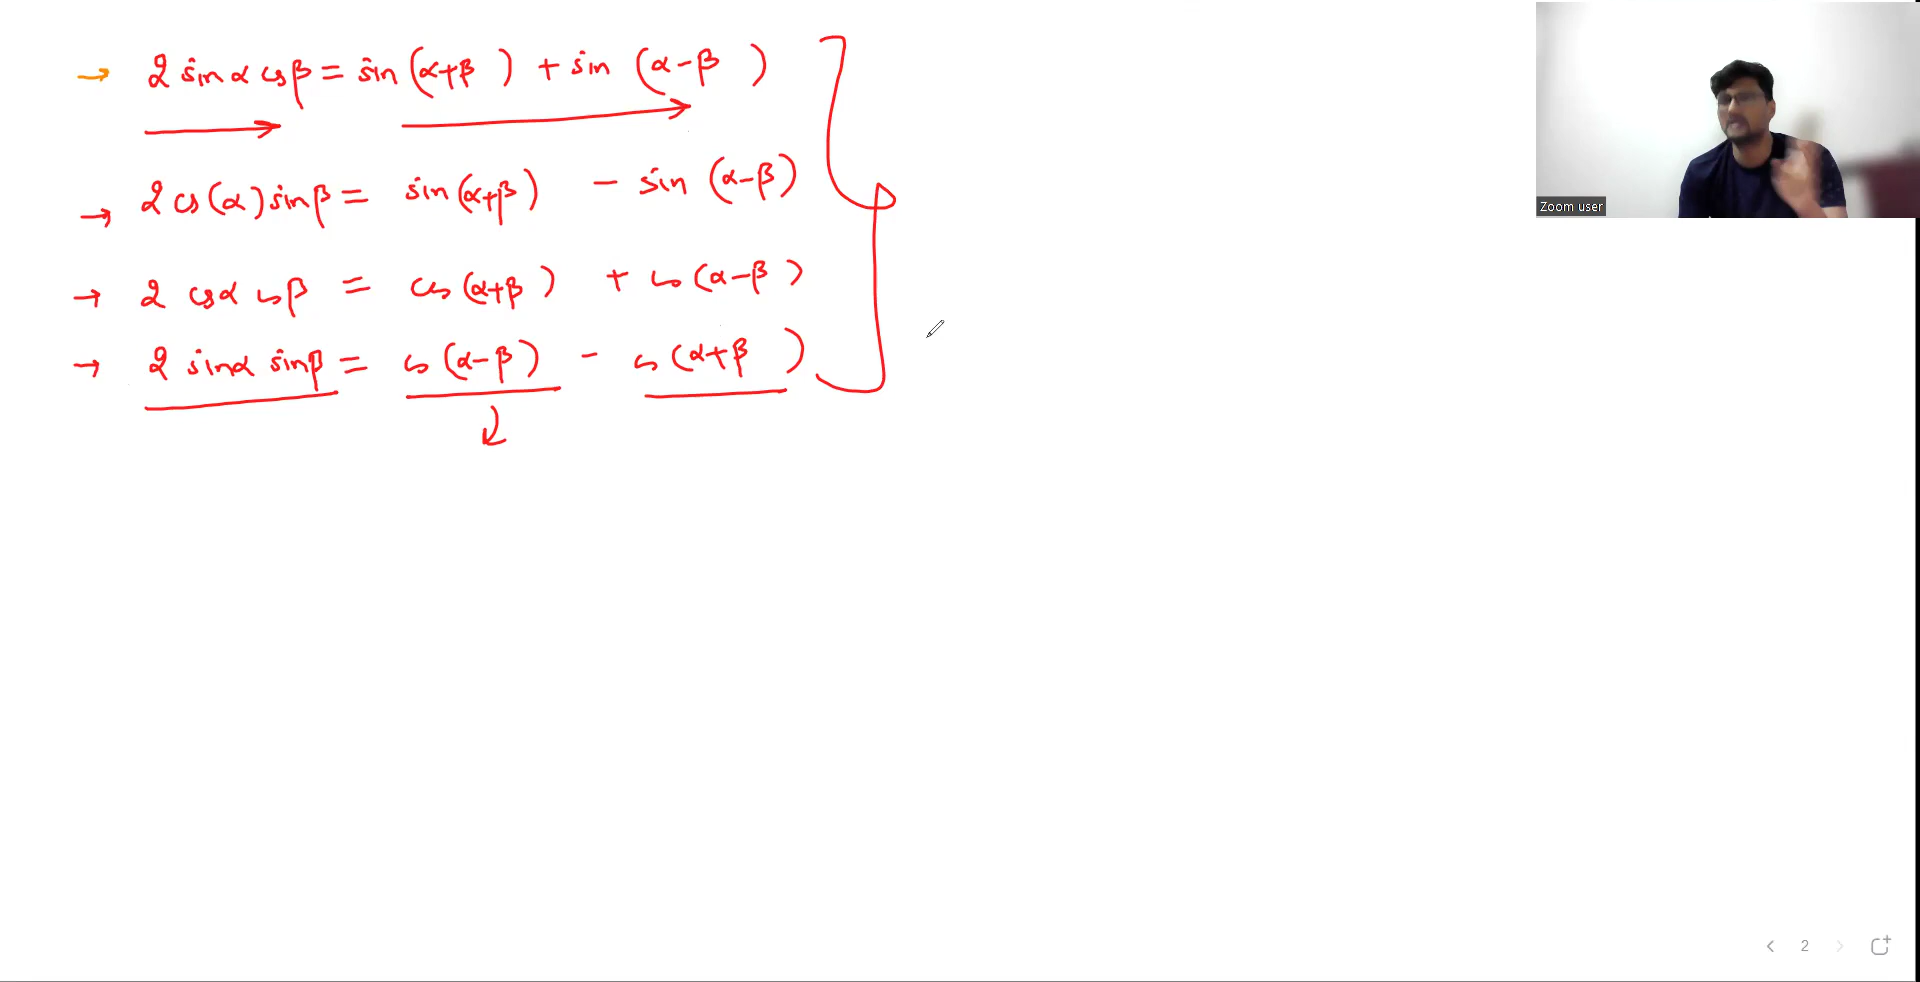 → 2 sin α cos β = sin (α+β) + sin (α-β)
→ 2 cos(α) sin β = sin (α+β) - sin (α-β)
→ 2 cos α cos β = cos (α+β) + cos (α-β)
→ 2 sin α sin β = cos (α-β) - cos (α+β)
Zoom user
< 2 >